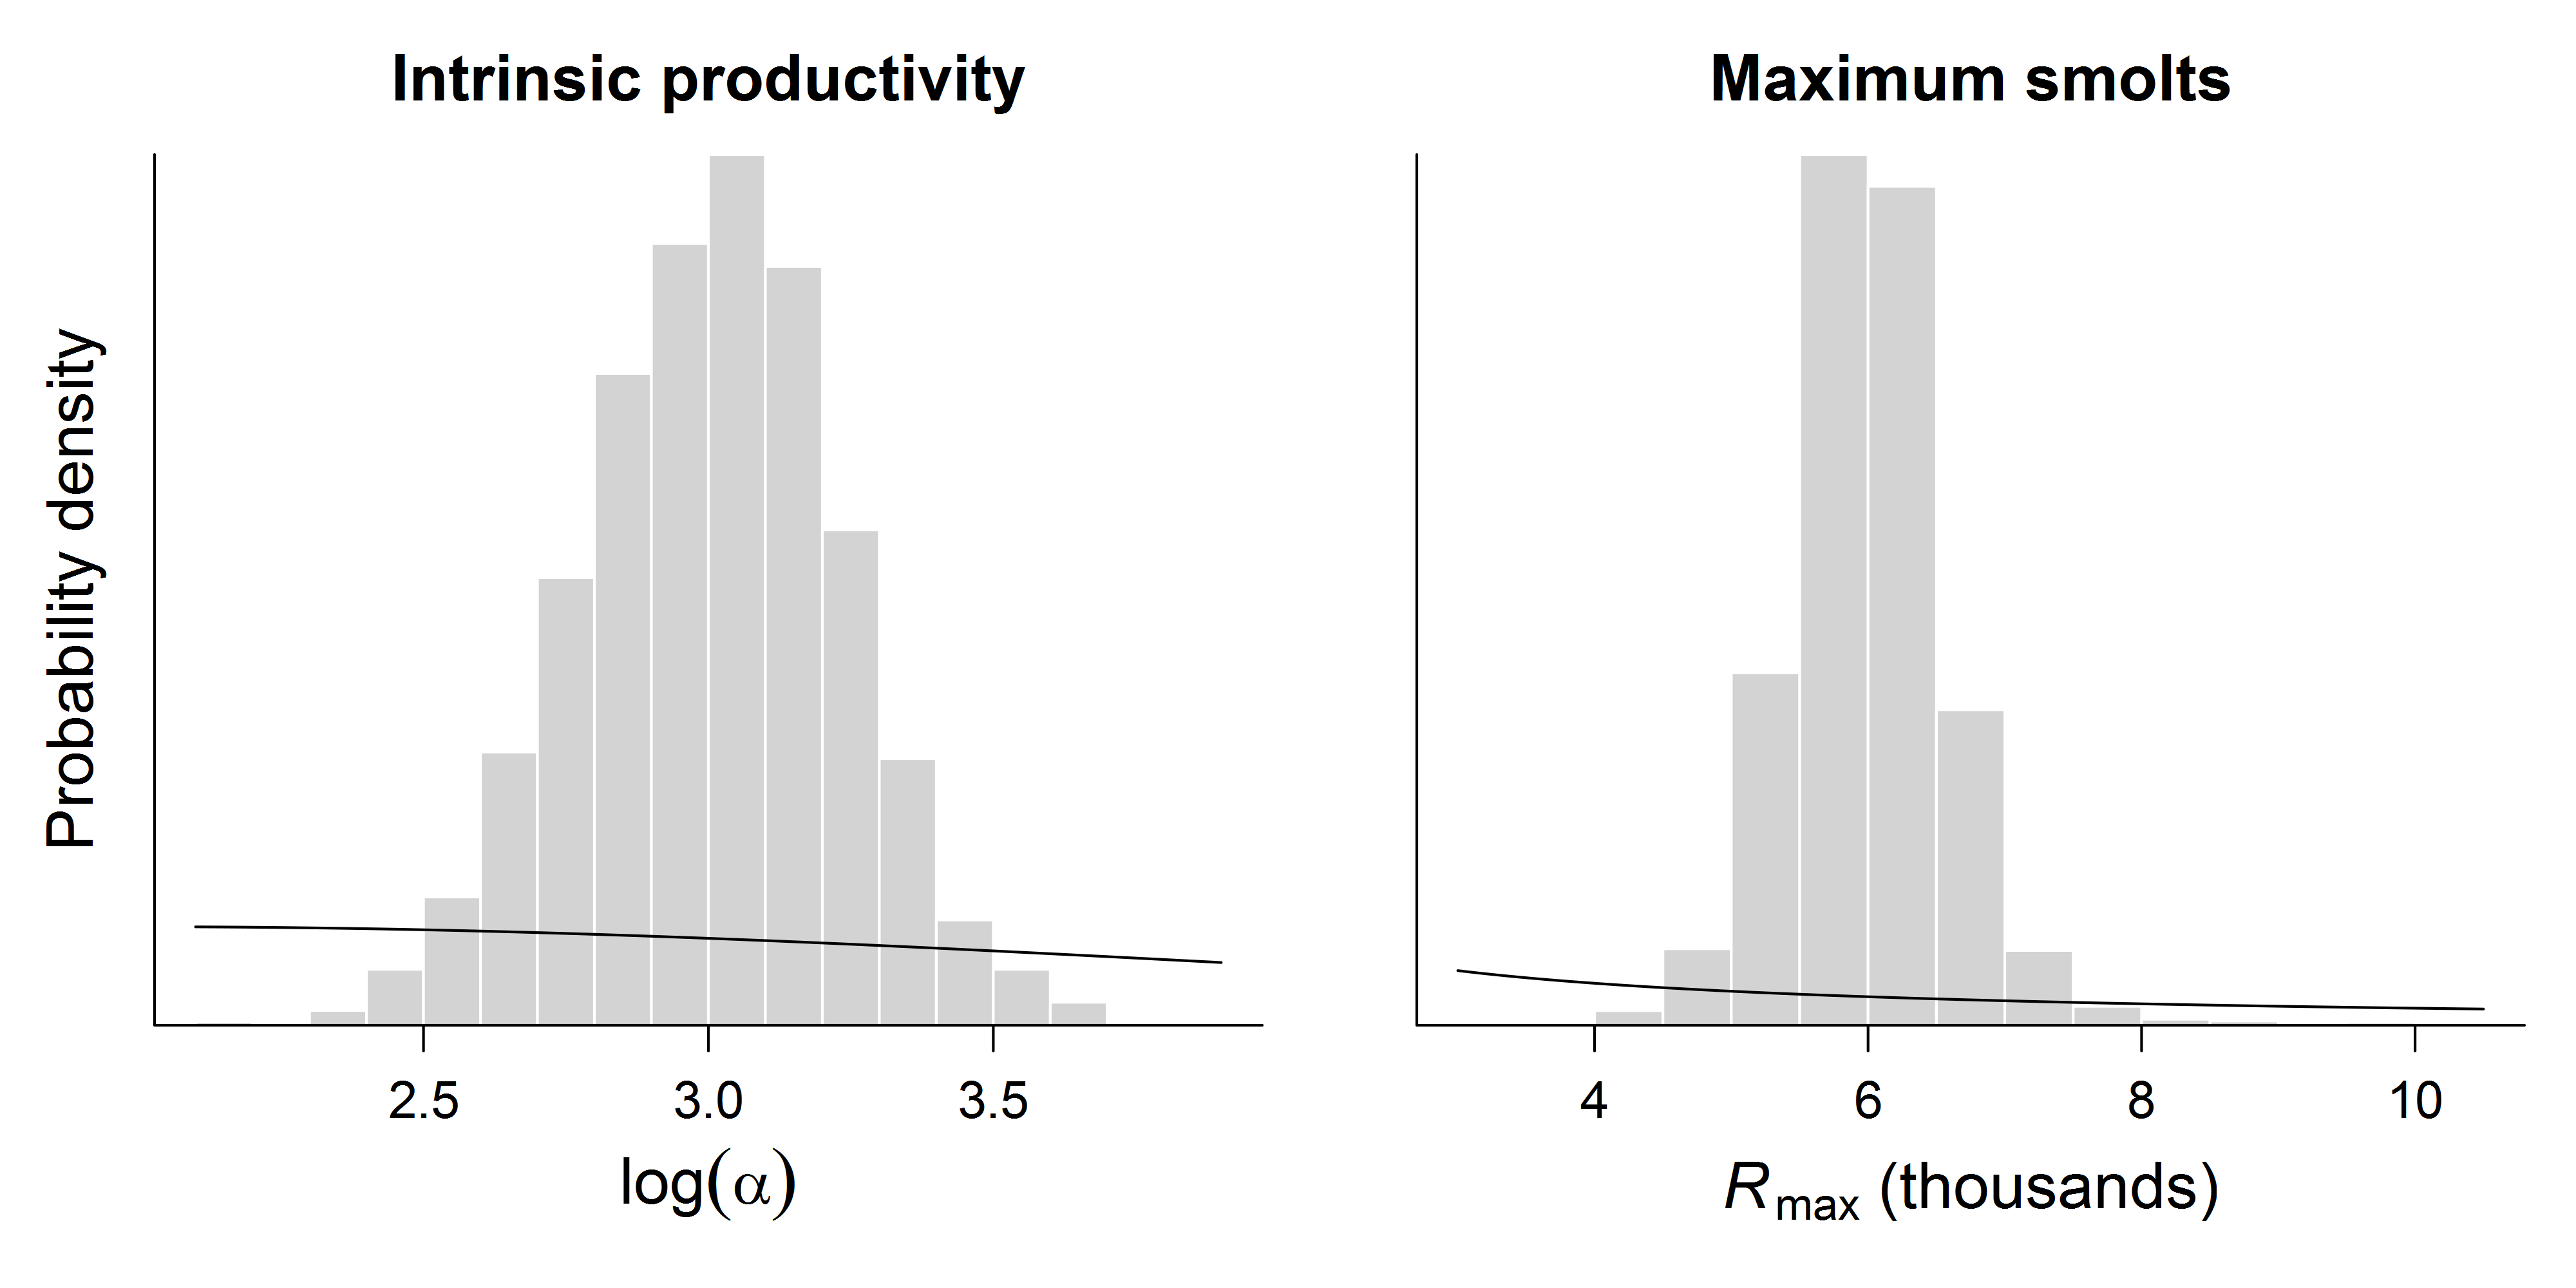 Intrinsic productivity
Maximum smolts
Probability density
2.5 3.0 3.5
4 6 8 10
log(α)
Rmax (thousands)